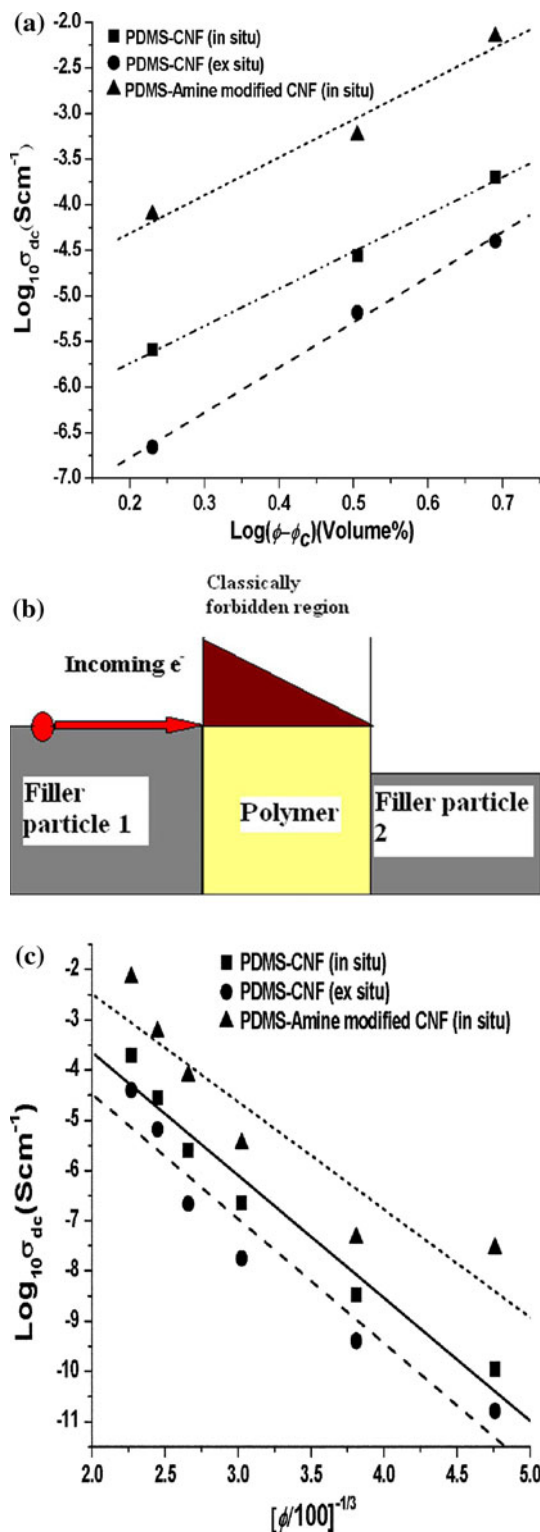 (a)
PDMS-CNF (in situ)
PDMS-CNF (ex situ)
PDMS-Amine modified CNF (in situ)
Log₁₀σdc(Scm⁻¹)
-2.0
-2.5
-3.0
-3.5
-4.0
-4.5
-5.0
-5.5
-6.0
-6.5
-7.0
0.2 0.3 0.4 0.5 0.6 0.7
Log(ϕ-ϕC)(Volume%)
(b)
Classically
forbidden region
Incoming e⁻
Filler
particle 1
Polymer
Filler particle
2
(c)
PDMS-CNF (in situ)
PDMS-CNF (ex situ)
PDMS-Amine modified CNF (in situ)
Log₁₀σdc(Scm⁻¹)
-2
-3
-4
-5
-6
-7
-8
-9
-10
-11
2.0 2.5 3.0 3.5 4.0 4.5 5.0
[ϕ/100]⁻¹/³